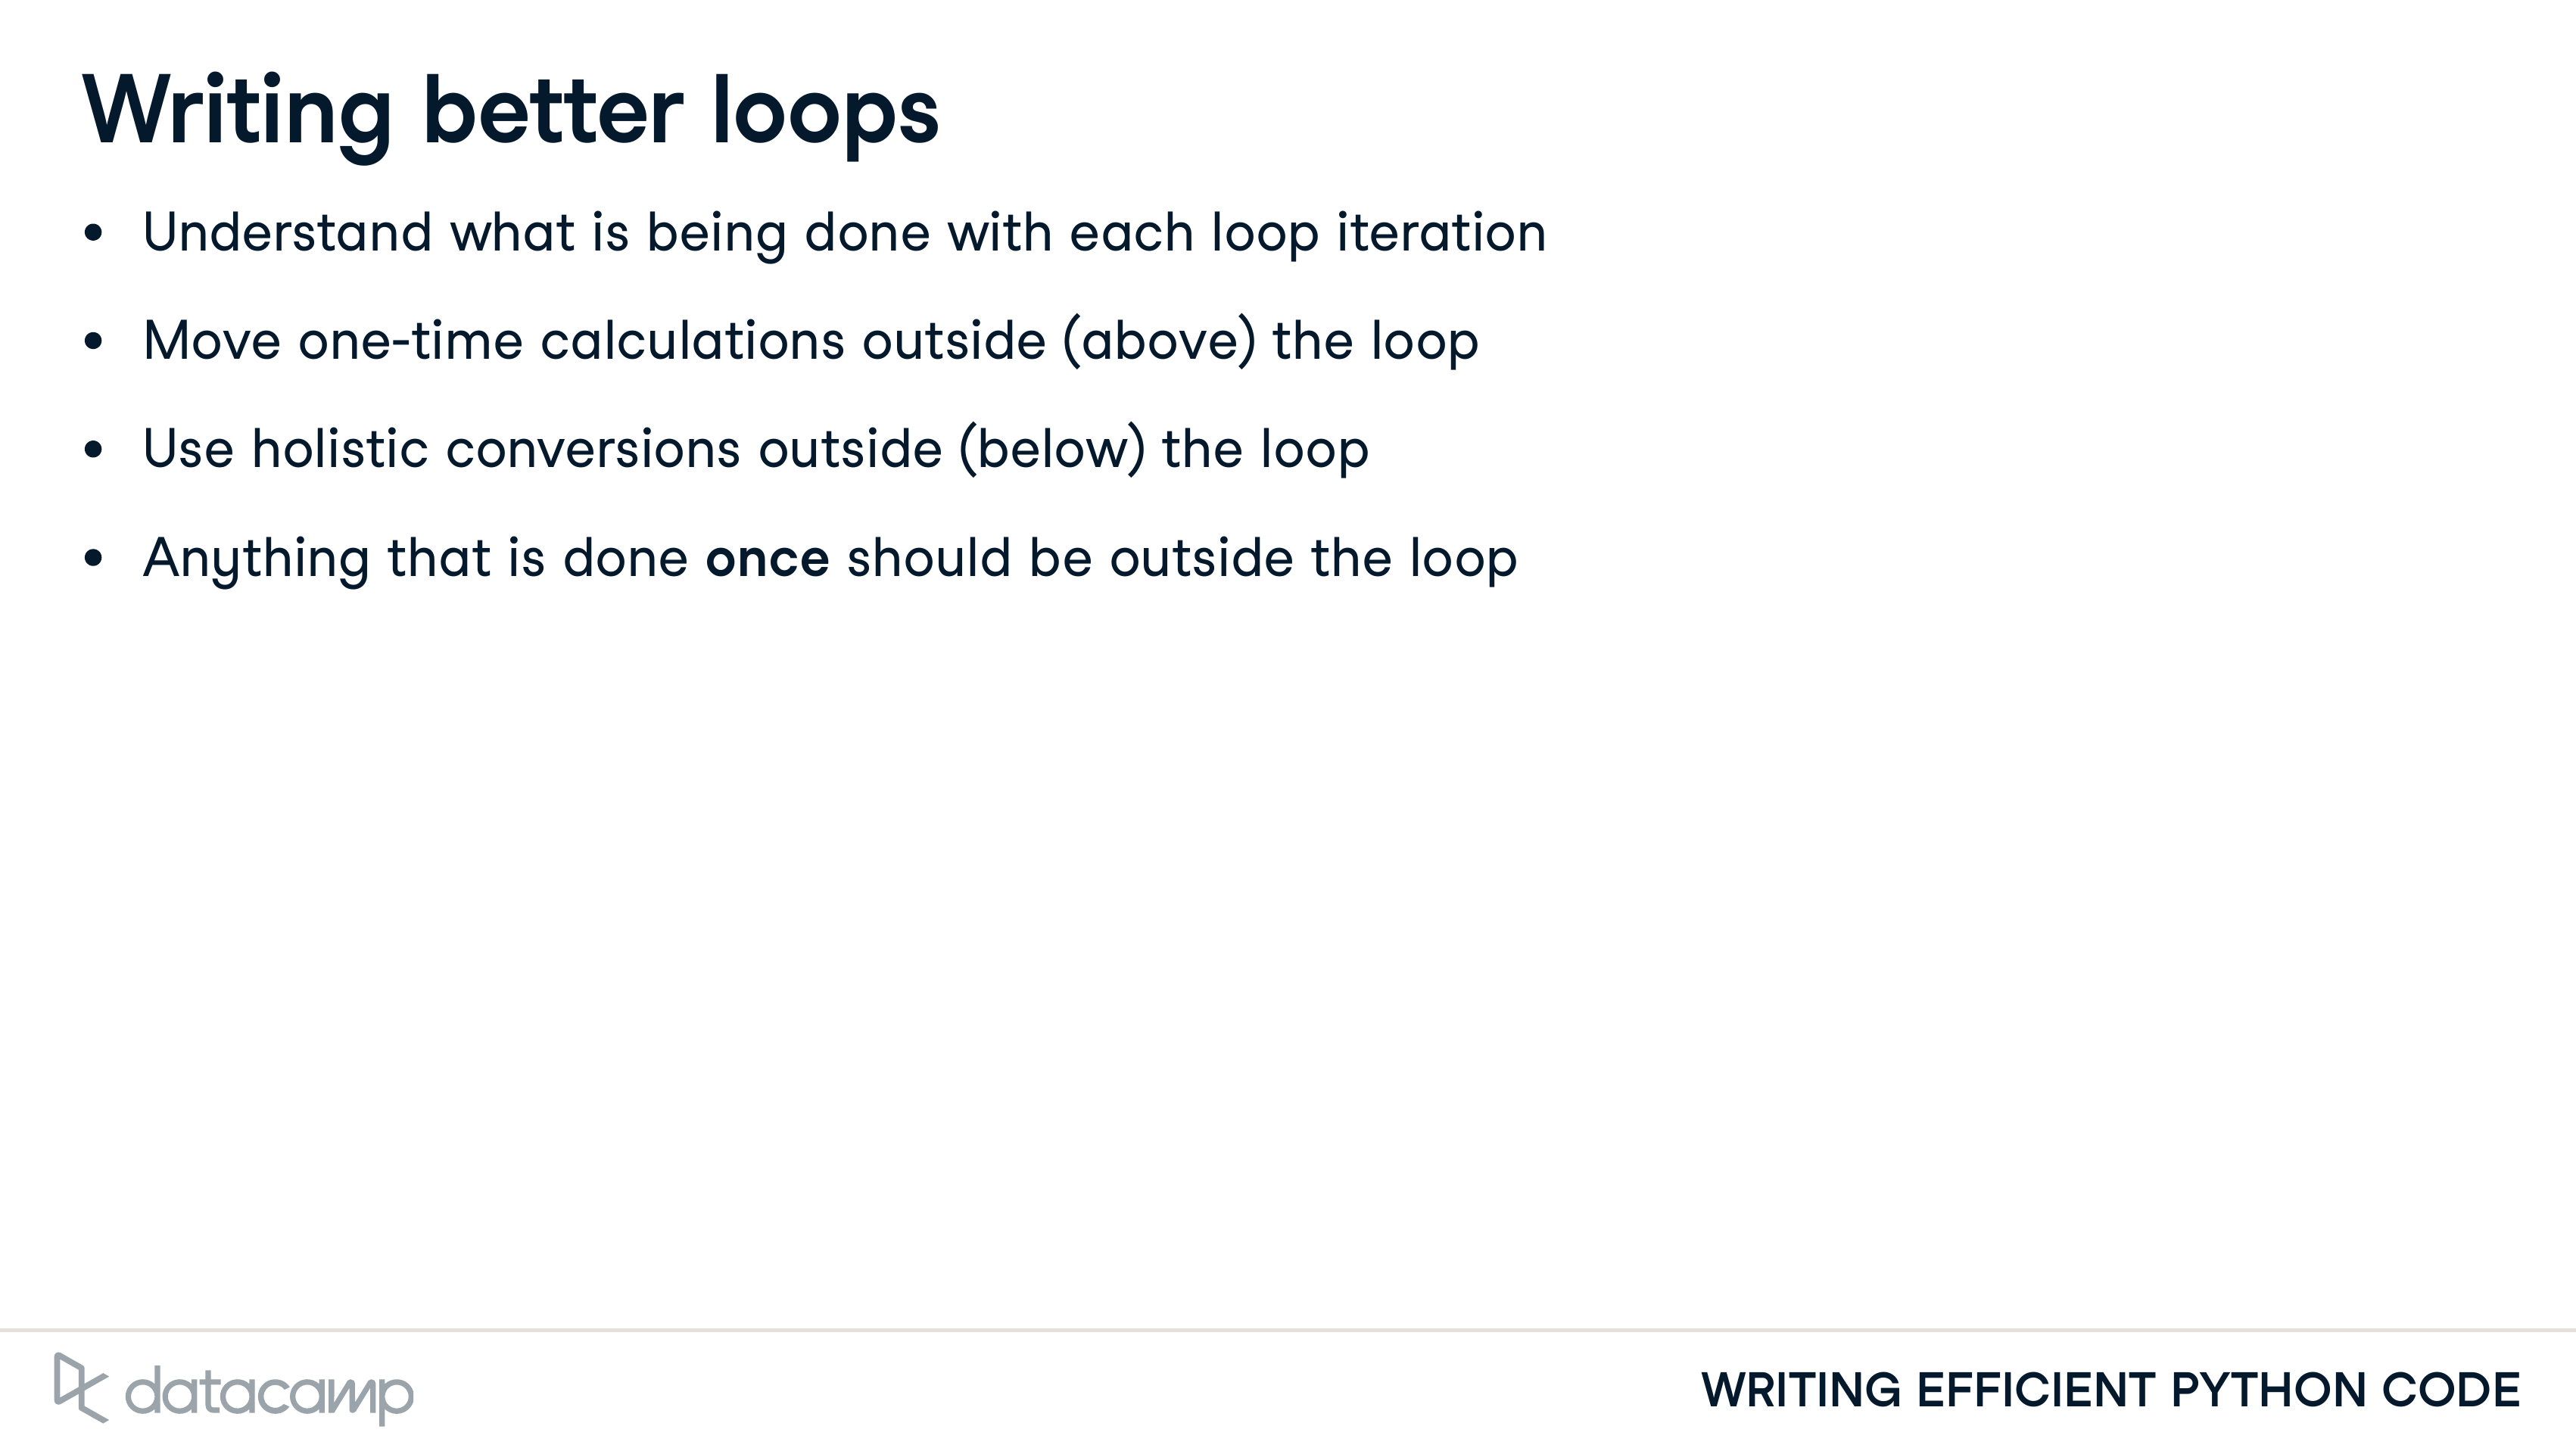 Writing better loops
• Understand what is being done with each loop iteration
• Move one-time calculations outside (above) the loop
• Use holistic conversions outside (below) the loop
• Anything that is done once should be outside the loop
datacamp
WRITING EFFICIENT PYTHON CODE